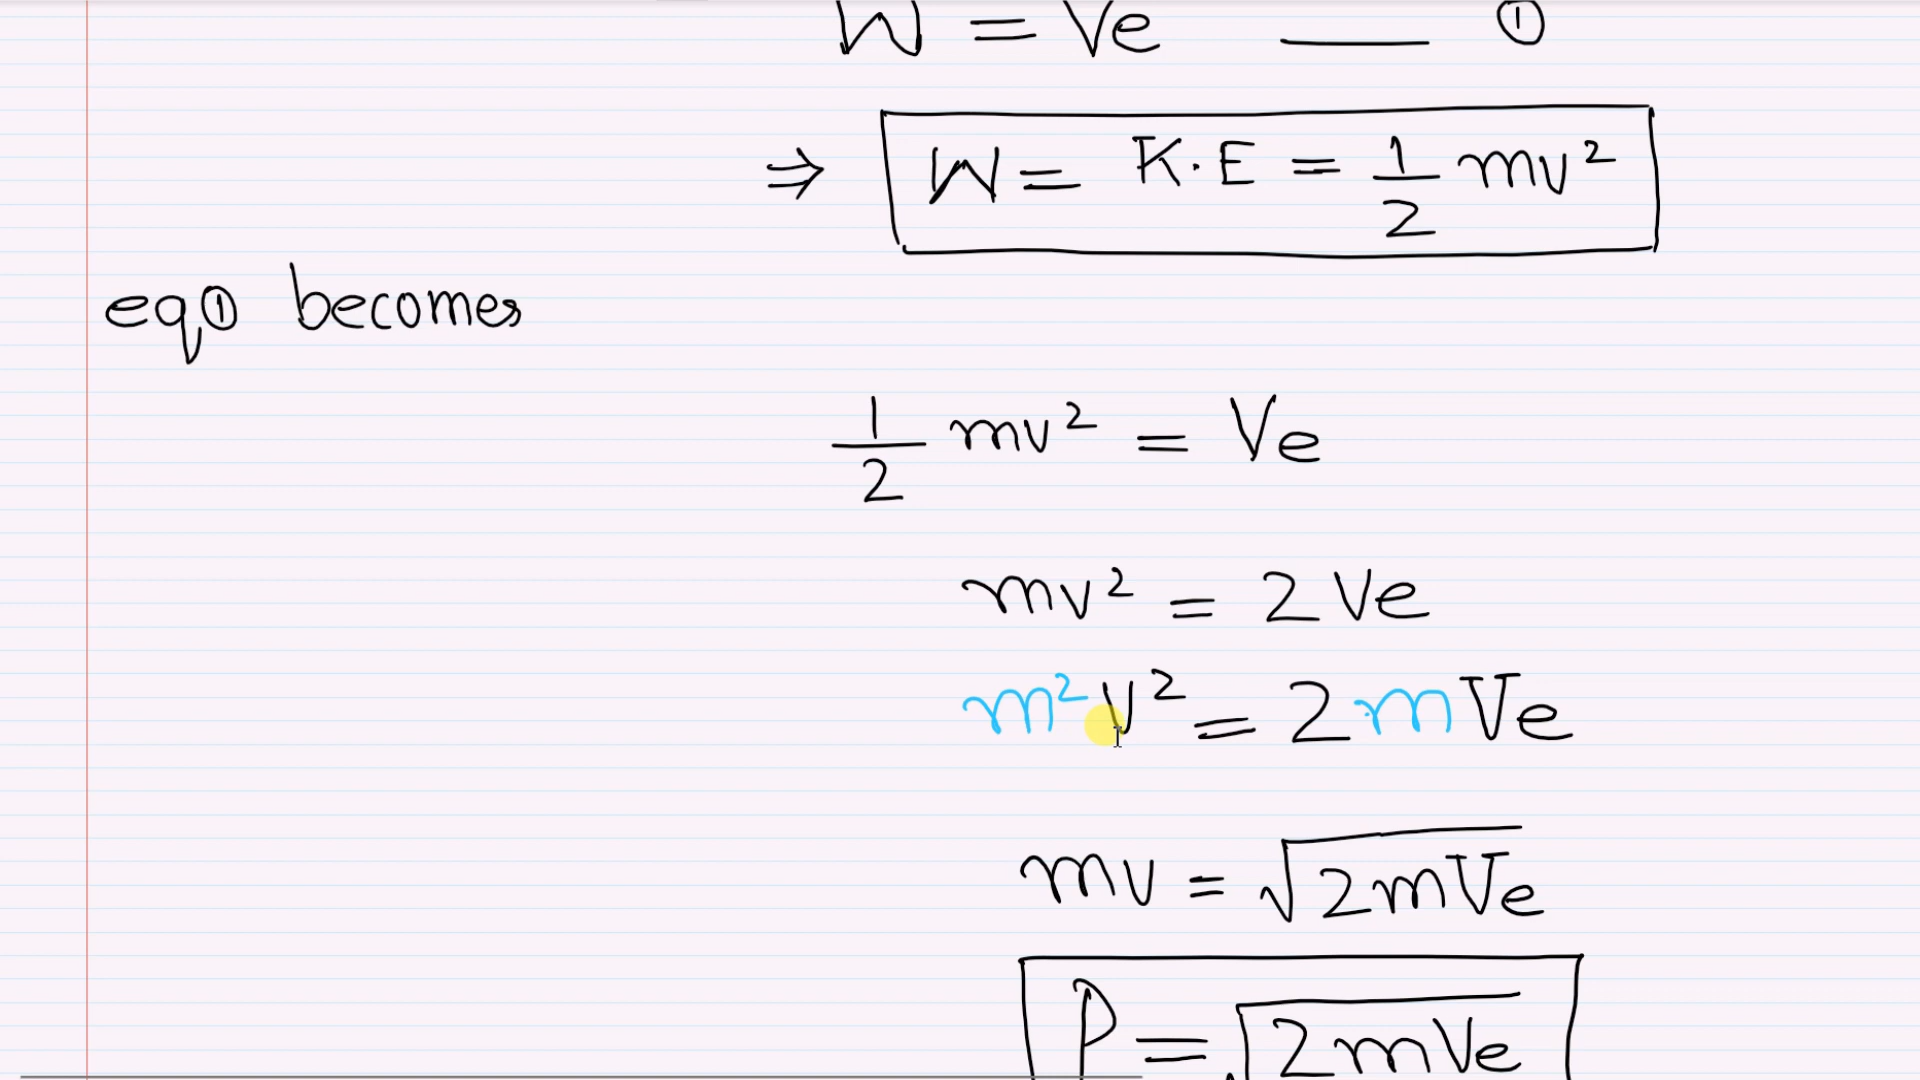 W = Ve — ①
⇒ W = K.E = 1/2 mv²
eq① becomes
1/2 mv² = Ve
mv² = 2Ve
m²v² = 2mVe
mv = √2mVe
P = √2mVe